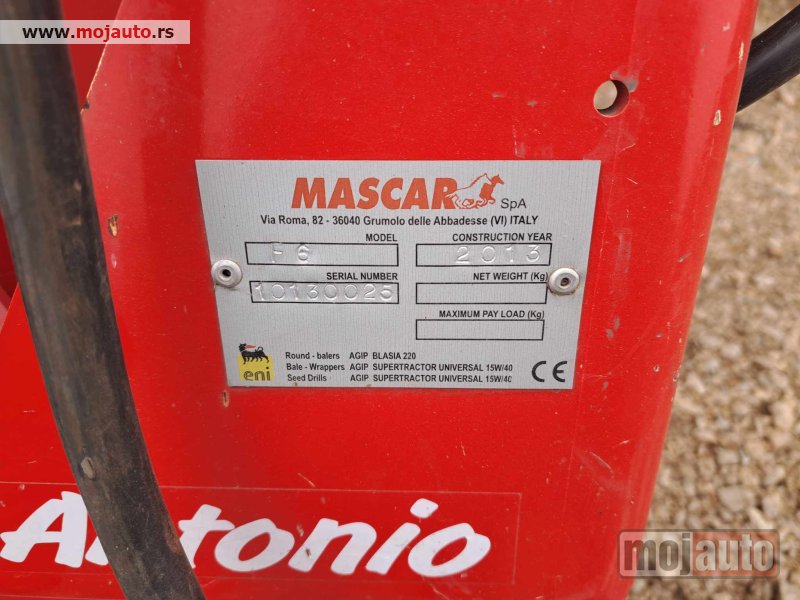 www.mojauto.rs
MASCAR SpA
Via Roma, 82 - 36040 Grumolo delle Abbadesse (VI) ITALY
MODEL CONSTRUCTION YEAR
F6 2013
SERIAL NUMBER NET WEIGHT (Kg)
10130025
MAXIMUM PAY LOAD (Kg)
Round - balers AGIP BLASIA 220
Bale - Wrappers AGIP SUPERTRACTOR UNIVERSAL 15W/40
Seed Drills AGIP SUPERTRACTOR UNIVERSAL 15W/40
eni CE
Antonio
mojauto